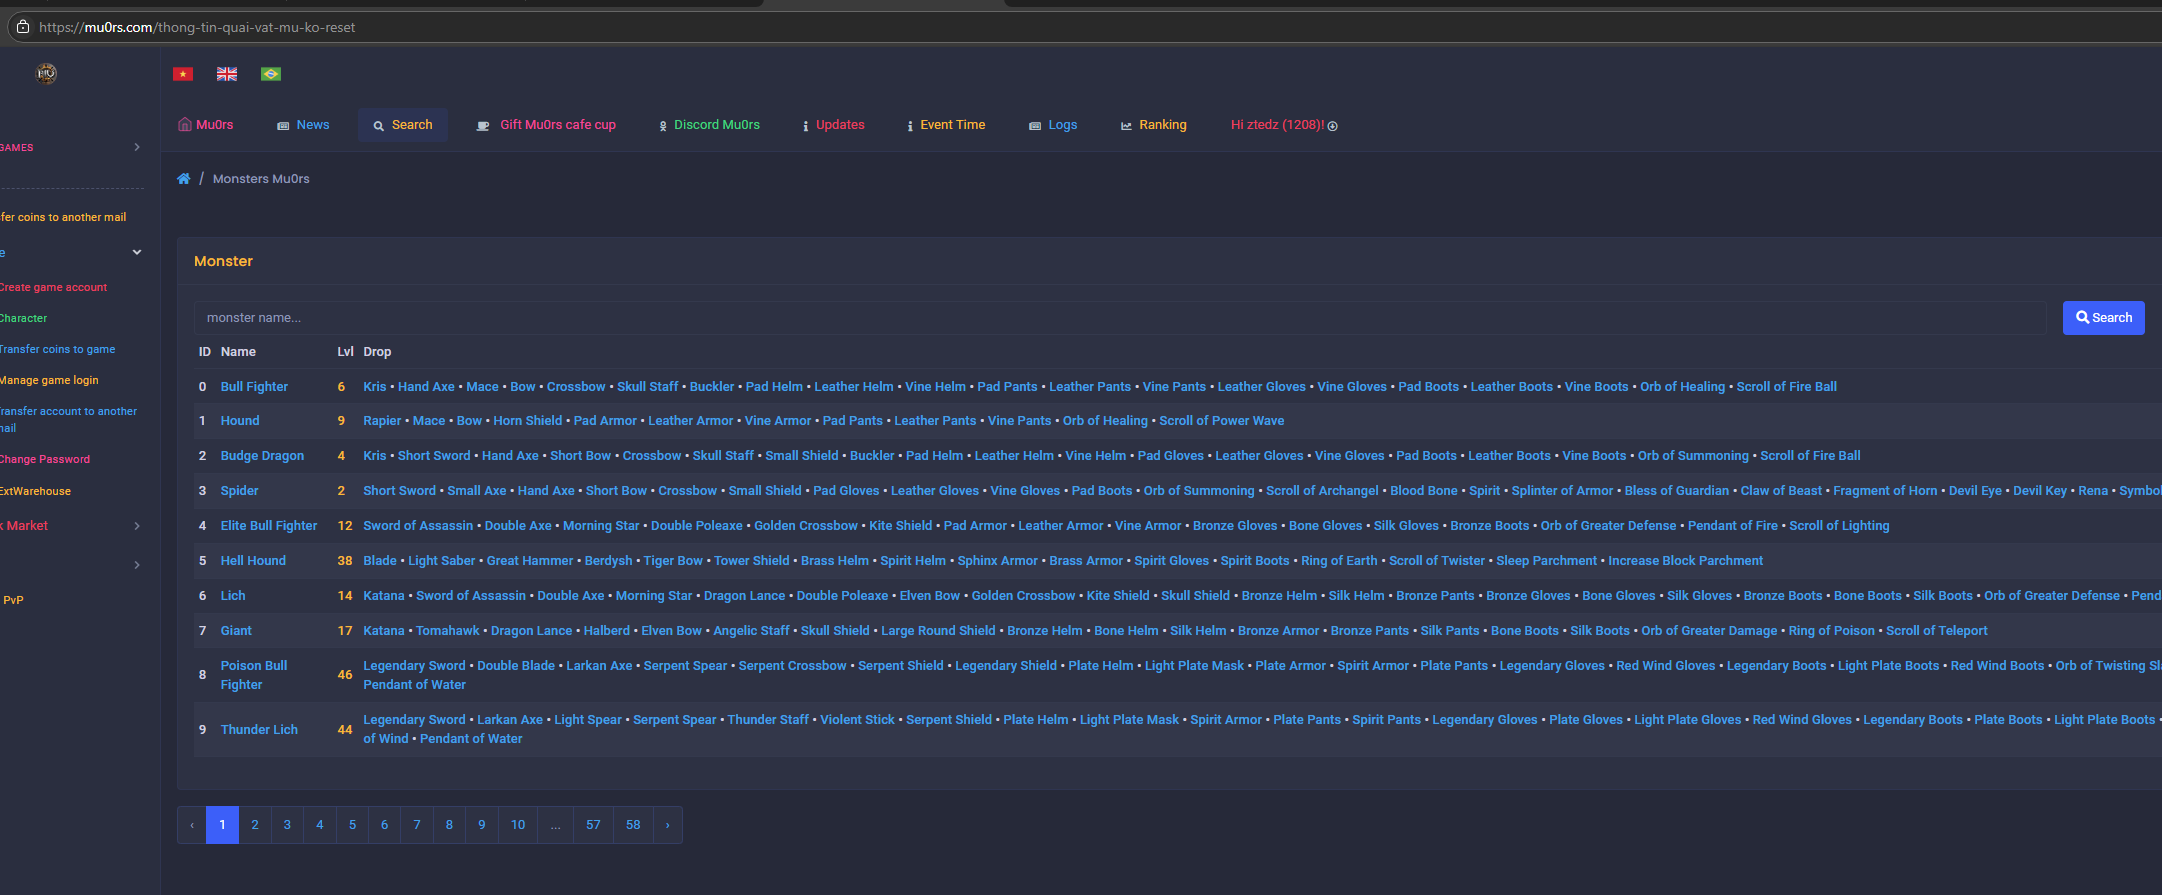 https://mu0rs.com/thong-tin-quai-vat-mu-ko-reset
Mu0rs
News
Search
Gift Mu0rs cafe cup
Discord Mu0rs
Updates
Event Time
Logs
Ranking
Hi ztedz (1208)!
GAMES
fer coins to another mail
e
Create game account
Character
Transfer coins to game
Manage game login
Transfer account to another
mail
Change Password
ExtWarehouse
k Market
PvP
/ Monsters Mu0rs
Monster
monster name...
Search
ID Name Lvl Drop
0 Bull Fighter 6 Kris • Hand Axe • Mace • Bow • Crossbow • Skull Staff • Buckler • Pad Helm • Leather Helm • Vine Helm • Pad Pants • Leather Pants • Vine Pants • Leather Gloves • Vine Gloves • Pad Boots • Leather Boots • Vine Boots • Orb of Healing • Scroll of Fire Ball
1 Hound 9 Rapier • Mace • Bow • Horn Shield • Pad Armor • Leather Armor • Vine Armor • Pad Pants • Leather Pants • Vine Pants • Orb of Healing • Scroll of Power Wave
2 Budge Dragon 4 Kris • Short Sword • Hand Axe • Short Bow • Crossbow • Skull Staff • Small Shield • Buckler • Pad Helm • Leather Helm • Vine Helm • Pad Gloves • Leather Gloves • Vine Gloves • Pad Boots • Leather Boots • Vine Boots • Orb of Summoning • Scroll of Fire Ball
3 Spider 2 Short Sword • Small Axe • Hand Axe • Short Bow • Crossbow • Small Shield • Pad Gloves • Leather Gloves • Vine Gloves • Pad Boots • Orb of Summoning • Scroll of Archangel • Blood Bone • Spirit • Splinter of Armor • Bless of Guardian • Claw of Beast • Fragment of Horn • Devil Eye • Devil Key • Rena • Symbol
4 Elite Bull Fighter 12 Sword of Assassin • Double Axe • Morning Star • Double Poleaxe • Golden Crossbow • Kite Shield • Pad Armor • Leather Armor • Vine Armor • Bronze Gloves • Bone Gloves • Silk Gloves • Bronze Boots • Orb of Greater Defense • Pendant of Fire • Scroll of Lighting
5 Hell Hound 38 Blade • Light Saber • Great Hammer • Berdysh • Tiger Bow • Tower Shield • Brass Helm • Spirit Helm • Sphinx Armor • Brass Armor • Spirit Gloves • Spirit Boots • Ring of Earth • Scroll of Twister • Sleep Parchment • Increase Block Parchment
6 Lich 14 Katana • Sword of Assassin • Double Axe • Morning Star • Dragon Lance • Double Poleaxe • Elven Bow • Golden Crossbow • Kite Shield • Skull Shield • Bronze Helm • Silk Helm • Bronze Pants • Bronze Gloves • Bone Gloves • Silk Gloves • Bronze Boots • Bone Boots • Silk Boots • Orb of Greater Defense • Pend
7 Giant 17 Katana • Tomahawk • Dragon Lance • Halberd • Elven Bow • Angelic Staff • Skull Shield • Large Round Shield • Bronze Helm • Bone Helm • Silk Helm • Bronze Armor • Bronze Pants • Silk Pants • Bone Boots • Silk Boots • Orb of Greater Damage • Ring of Poison • Scroll of Teleport
8 Poison Bull Fighter 46 Legendary Sword • Double Blade • Larkan Axe • Serpent Spear • Serpent Crossbow • Serpent Shield • Legendary Shield • Plate Helm • Light Plate Mask • Plate Armor • Spirit Armor • Plate Pants • Legendary Gloves • Red Wind Gloves • Legendary Boots • Light Plate Boots • Red Wind Boots • Orb of Twisting Sl
Pendant of Water
9 Thunder Lich 44 Legendary Sword • Larkan Axe • Light Spear • Serpent Spear • Thunder Staff • Violent Stick • Serpent Shield • Plate Helm • Light Plate Mask • Spirit Armor • Plate Pants • Spirit Pants • Legendary Gloves • Plate Gloves • Light Plate Gloves • Red Wind Gloves • Legendary Boots • Plate Boots • Light Plate Boots •
of Wind • Pendant of Water
‹ 1 2 3 4 5 6 7 8 9 10 ... 57 58 ›